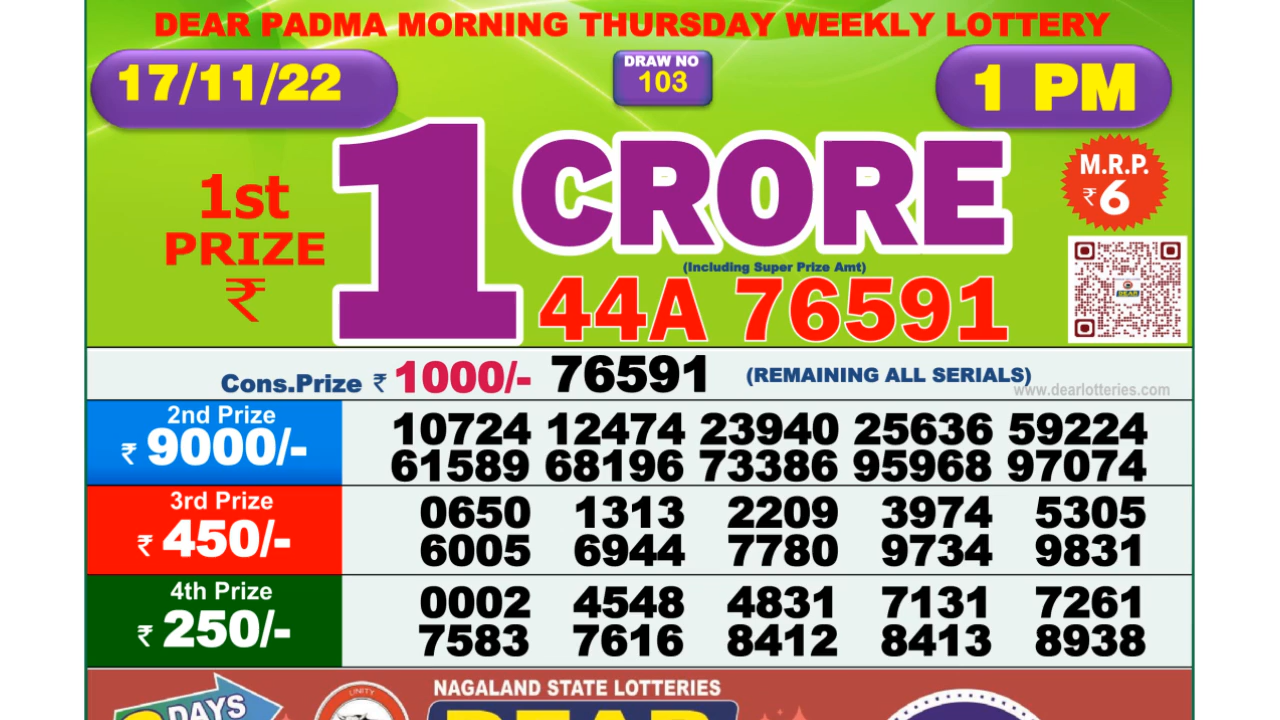 DEAR PADMA MORNING THURSDAY WEEKLY LOTTERY
17/11/22
DRAW NO
103
1 PM
1st
PRIZE
₹
1 CRORE
(Including Super Prize Amt)
44A 76591
M.R.P.
₹6
Cons.Prize ₹ 1000/- 76591 (REMAINING ALL SERIALS)
www.dearlotteries.com
2nd Prize
₹ 9000/-
10724 12474 23940 25636 59224
61589 68196 73386 95968 97074
3rd Prize
₹ 450/-
0650 1313 2209 3974 5305
6005 6944 7780 9734 9831
4th Prize
₹ 250/-
0002 4548 4831 7131 7261
7583 7616 8412 8413 8938
DAYS
UNITY
NAGALAND STATE LOTTERIES
DEAR